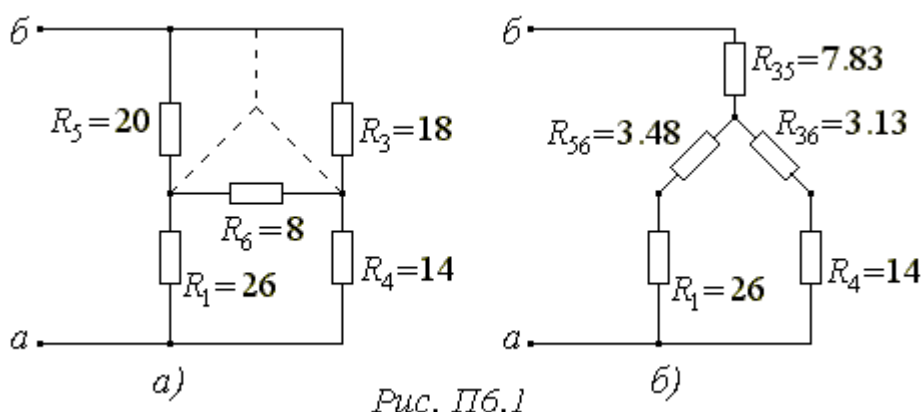 б
R5=20
R3=18
R6=8
R1=26
R4=14
а
а)
б
R35=7.83
R56=3.48
R36=3.13
R1=26
R4=14
а
б)
Рис. П6.1